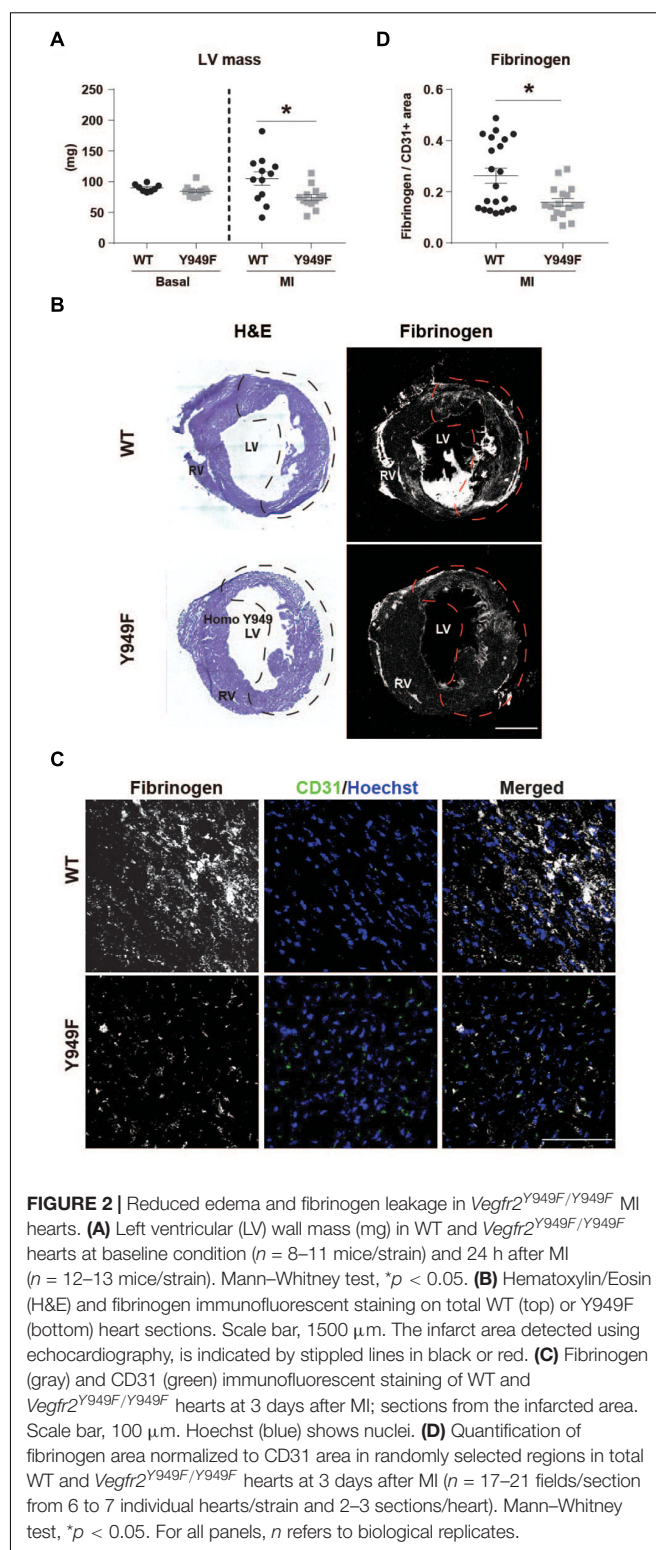 A
LV mass
250
200
150
100
50
0
(mg)
*
WT
Y949F
WT
Y949F
Basal
MI
D
Fibrinogen
0.6
0.4
0.2
0.0
Fibrinogen / CD31+ area
*
WT
Y949F
MI
B
H&E
Fibrinogen
WT
LV
RV
LV
RV
Y949F
Homo Y949
LV
RV
LV
RV
C
Fibrinogen
CD31/Hoechst
Merged
WT
Y949F
FIGURE 2 | Reduced edema and fibrinogen leakage in Vegfr2Y949F/Y949F MI
hearts. (A) Left ventricular (LV) wall mass (mg) in WT and Vegfr2Y949F/Y949F
hearts at baseline condition (n = 8–11 mice/strain) and 24 h after MI
(n = 12–13 mice/strain). Mann–Whitney test, *p < 0.05. (B) Hematoxylin/Eosin
(H&E) and fibrinogen immunofluorescent staining on total WT (top) or Y949F
(bottom) heart sections. Scale bar, 1500 μm. The infarct area detected using
echocardiography, is indicated by stippled lines in black or red. (C) Fibrinogen
(gray) and CD31 (green) immunofluorescent staining of WT and
Vegfr2Y949F/Y949F hearts at 3 days after MI; sections from the infarcted area.
Scale bar, 100 μm. Hoechst (blue) shows nuclei. (D) Quantification of
fibrinogen area normalized to CD31 area in randomly selected regions in total
WT and Vegfr2Y949F/Y949F hearts at 3 days after MI (n = 17–21 fields/section
from 6 to 7 individual hearts/strain and 2–3 sections/heart). Mann–Whitney
test, *p < 0.05. For all panels, n refers to biological replicates.